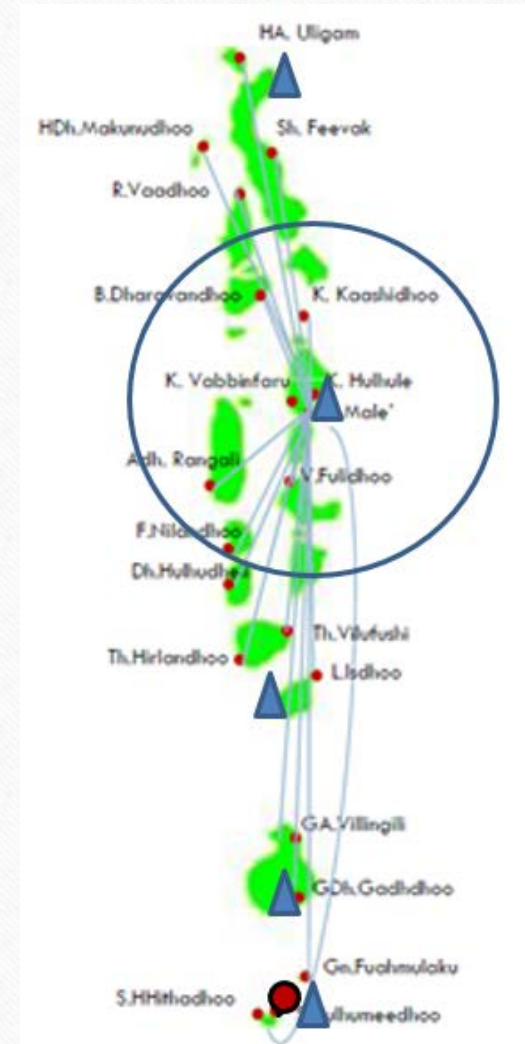 HA. Uligam
HDh.Makunudhoo
Sh. Feevak
R.Vaadhoo
B.Dharavandhoo
K. Kaashidhoo
K. Vabbinfaru
K. Hulhule
Male'
Adh. Rangali
V.Fulidhoo
F.Nilandhoo
Dh.Hulhudheli
Th.Vilufushi
Th.Hirlandhoo
L.Isdhoo
GA.Villingili
GDh.Gadhdhoo
Gn.Fuahmulaku
S.HHithadhoo